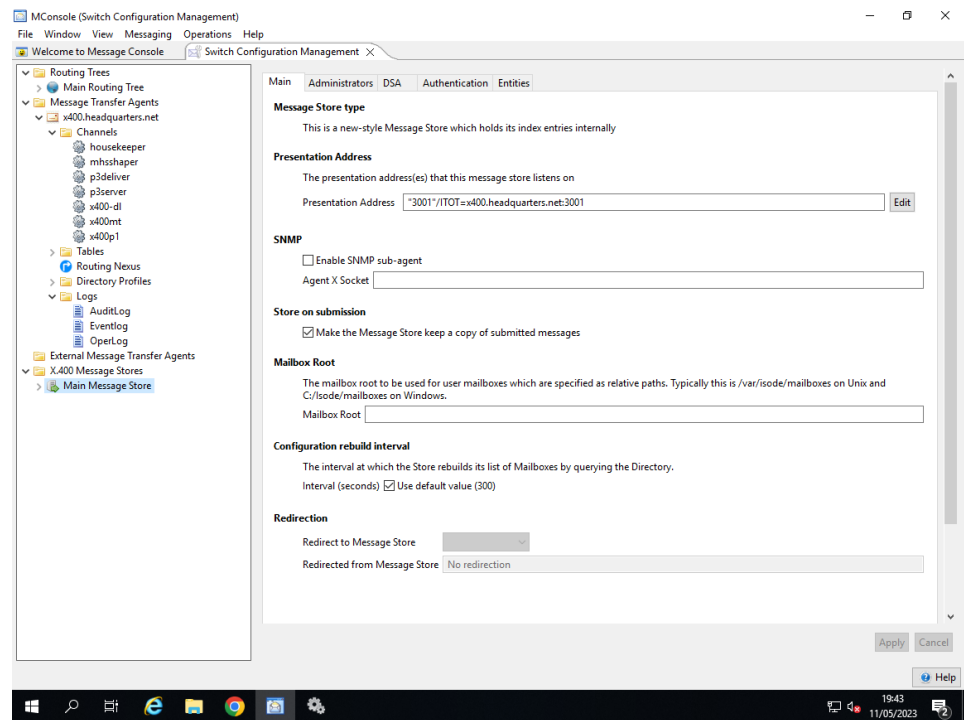 MConsole (Switch Configuration Management)
File Window View Messaging Operations Help
Welcome to Message Console
Switch Configuration Management
Routing Trees
Main Routing Tree
Message Transfer Agents
x400.headquarters.net
Channels
housekeeper
mhsshaper
p3deliver
p3server
x400-dl
x400mt
x400p1
Tables
Routing Nexus
Directory Profiles
Logs
AuditLog
Eventlog
OperLog
External Message Transfer Agents
X.400 Message Stores
Main Message Store
Main Administrators DSA Authentication Entities
Message Store type
This is a new-style Message Store which holds its index entries internally
Presentation Address
The presentation address(es) that this message store listens on
Presentation Address "3001"/ITOT=x400.headquarters.net:3001 Edit
SNMP
Enable SNMP sub-agent
Agent X Socket
Store on submission
Make the Message Store keep a copy of submitted messages
Mailbox Root
The mailbox root to be used for user mailboxes which are specified as relative paths. Typically this is /var/isode/mailboxes on Unix and
C:/Isode/mailboxes on Windows.
Mailbox Root
Configuration rebuild interval
The interval at which the Store rebuilds its list of Mailboxes by querying the Directory.
Interval (seconds) Use default value (300)
Redirection
Redirect to Message Store
Redirected from Message Store No redirection
Apply Cancel
Help
19:43
11/05/2023
2